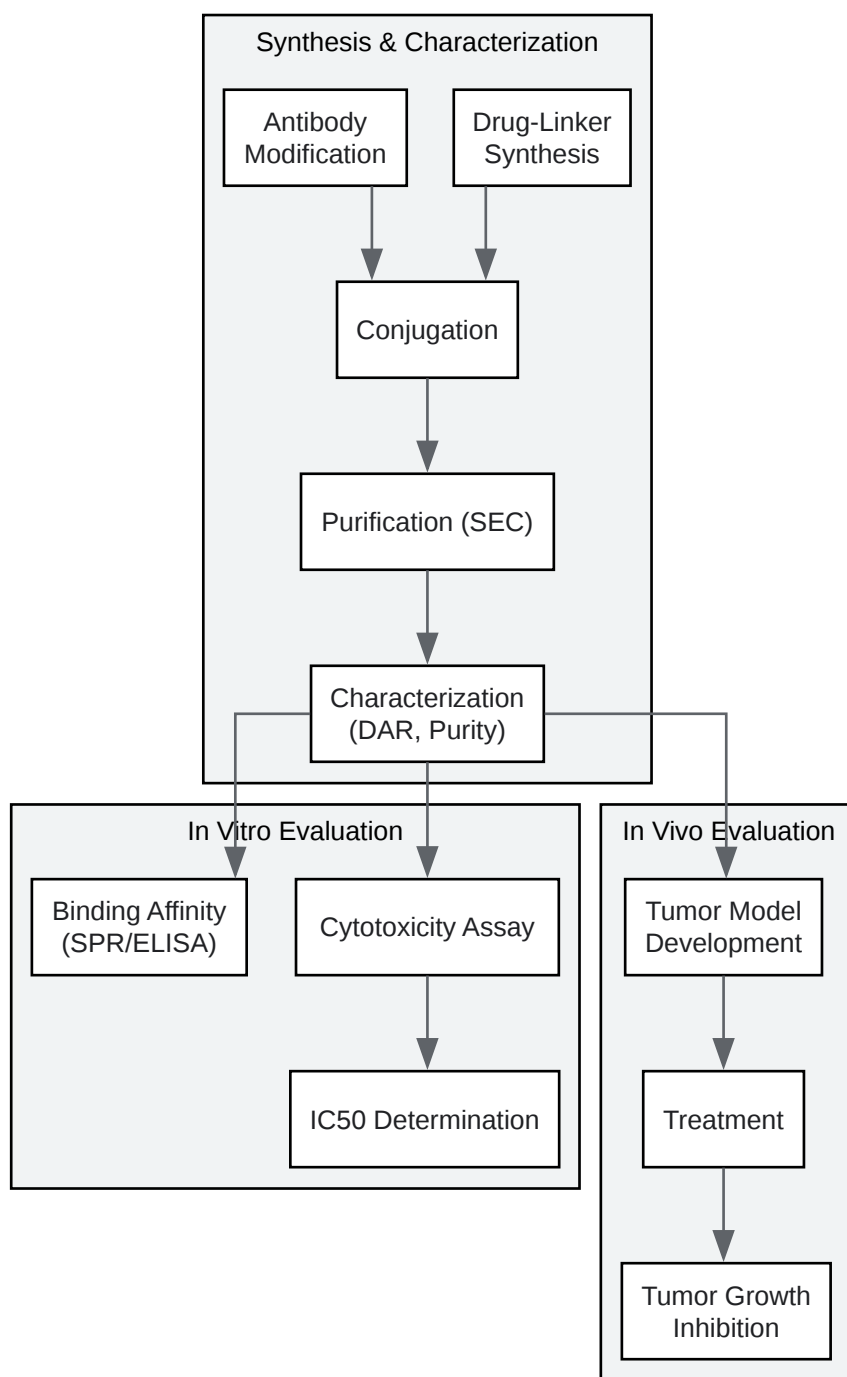 Synthesis & Characterization
Antibody
Modification
Drug-Linker
Synthesis
Conjugation
Purification (SEC)
Characterization
(DAR, Purity)
In Vitro Evaluation
Binding Affinity
(SPR/ELISA)
Cytotoxicity Assay
IC50 Determination
In Vivo Evaluation
Tumor Model
Development
Treatment
Tumor Growth
Inhibition